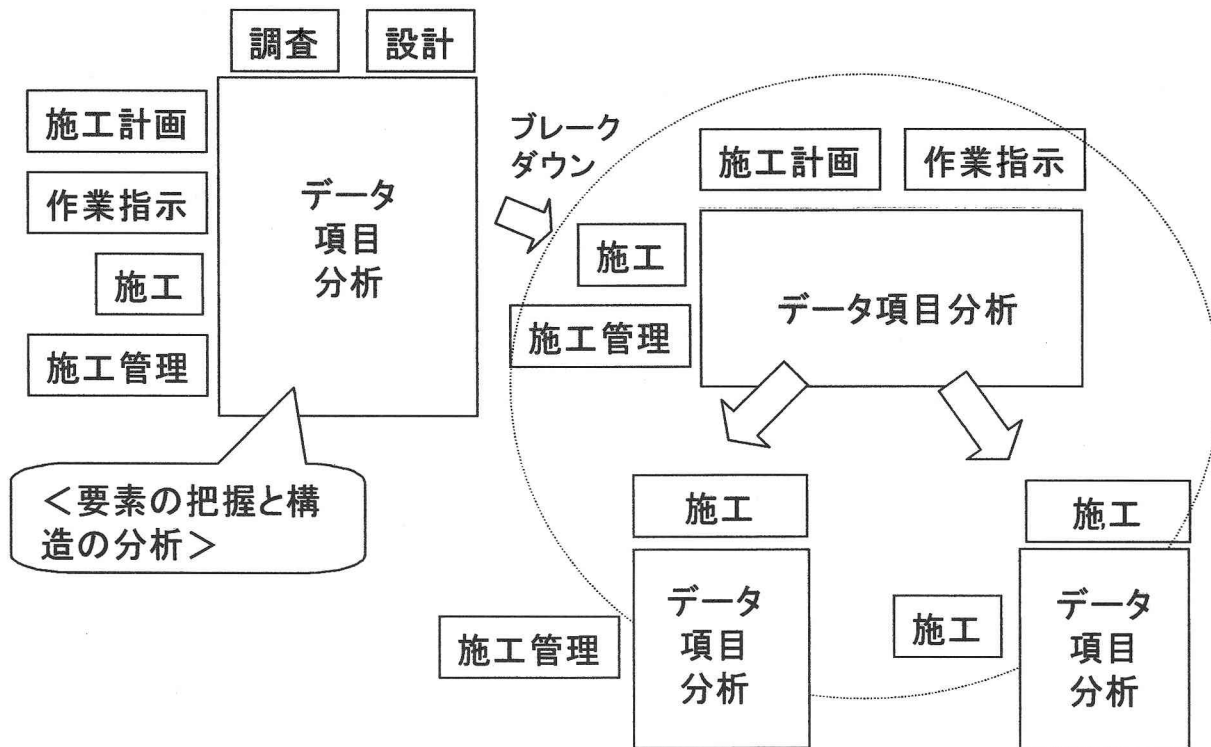 調査
設計
施工計画
作業指示
施工
施工管理
データ
項目
分析
＜要素の把握と構
造の分析＞
ブレーク
ダウン
施工計画
作業指示
施工
施工管理
データ項目分析
施工
施工管理
データ
項目
分析
施工
施工
データ
項目
分析